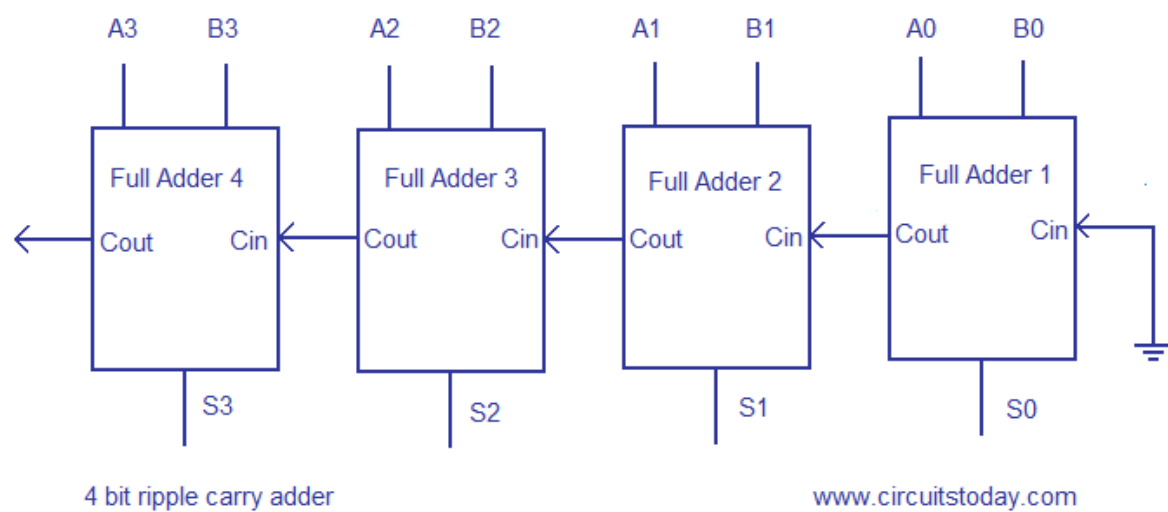 A3 B3 A2 B2 A1 B1 A0 B0
Full Adder 4 Full Adder 3 Full Adder 2 Full Adder 1
Cout Cin Cout Cin Cout Cin Cout Cin
S3 S2 S1 S0
4 bit ripple carry adder www.circuitstoday.com